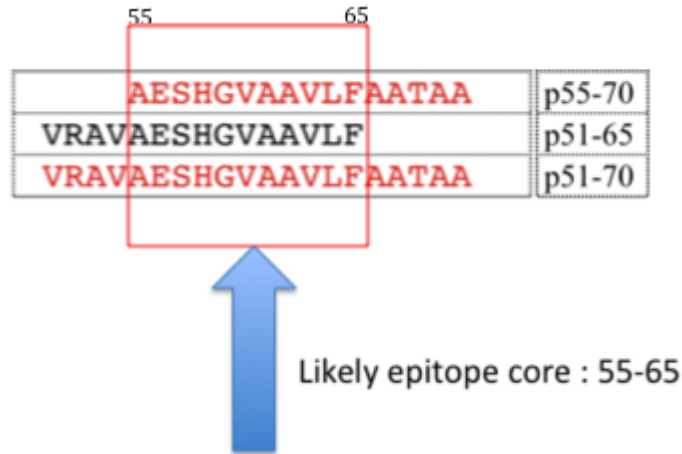 55 65
AESHGVAAVLFAATAA p55-70
VRAVAESHGVAAVLF p51-65
VRAVAESHGVAAVLFAATAA p51-70
Likely epitope core : 55-65